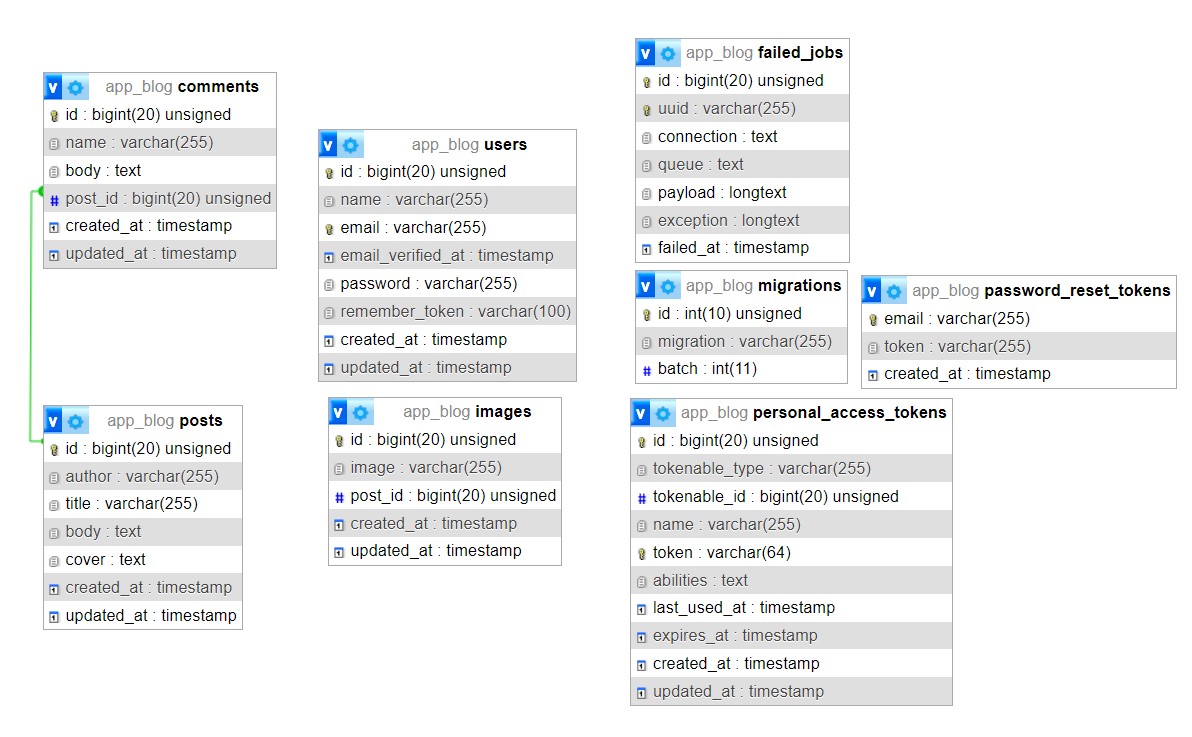 app_blog comments
id : bigint(20) unsigned
name : varchar(255)
body : text
# post_id : bigint(20) unsigned
created_at : timestamp
updated_at : timestamp
app_blog posts
id : bigint(20) unsigned
author : varchar(255)
title : varchar(255)
body : text
cover : text
created_at : timestamp
updated_at : timestamp
app_blog users
id : bigint(20) unsigned
name : varchar(255)
email : varchar(255)
email_verified_at : timestamp
password : varchar(255)
remember_token : varchar(100)
created_at : timestamp
updated_at : timestamp
app_blog images
id : bigint(20) unsigned
image : varchar(255)
# post_id : bigint(20) unsigned
created_at : timestamp
updated_at : timestamp
app_blog failed_jobs
id : bigint(20) unsigned
uuid : varchar(255)
connection : text
queue : text
payload : longtext
exception : longtext
failed_at : timestamp
app_blog migrations
id : int(10) unsigned
migration : varchar(255)
# batch : int(11)
app_blog password_reset_tokens
email : varchar(255)
token : varchar(255)
created_at : timestamp
app_blog personal_access_tokens
id : bigint(20) unsigned
tokenable_type : varchar(255)
# tokenable_id : bigint(20) unsigned
name : varchar(255)
token : varchar(64)
abilities : text
last_used_at : timestamp
expires_at : timestamp
created_at : timestamp
updated_at : timestamp